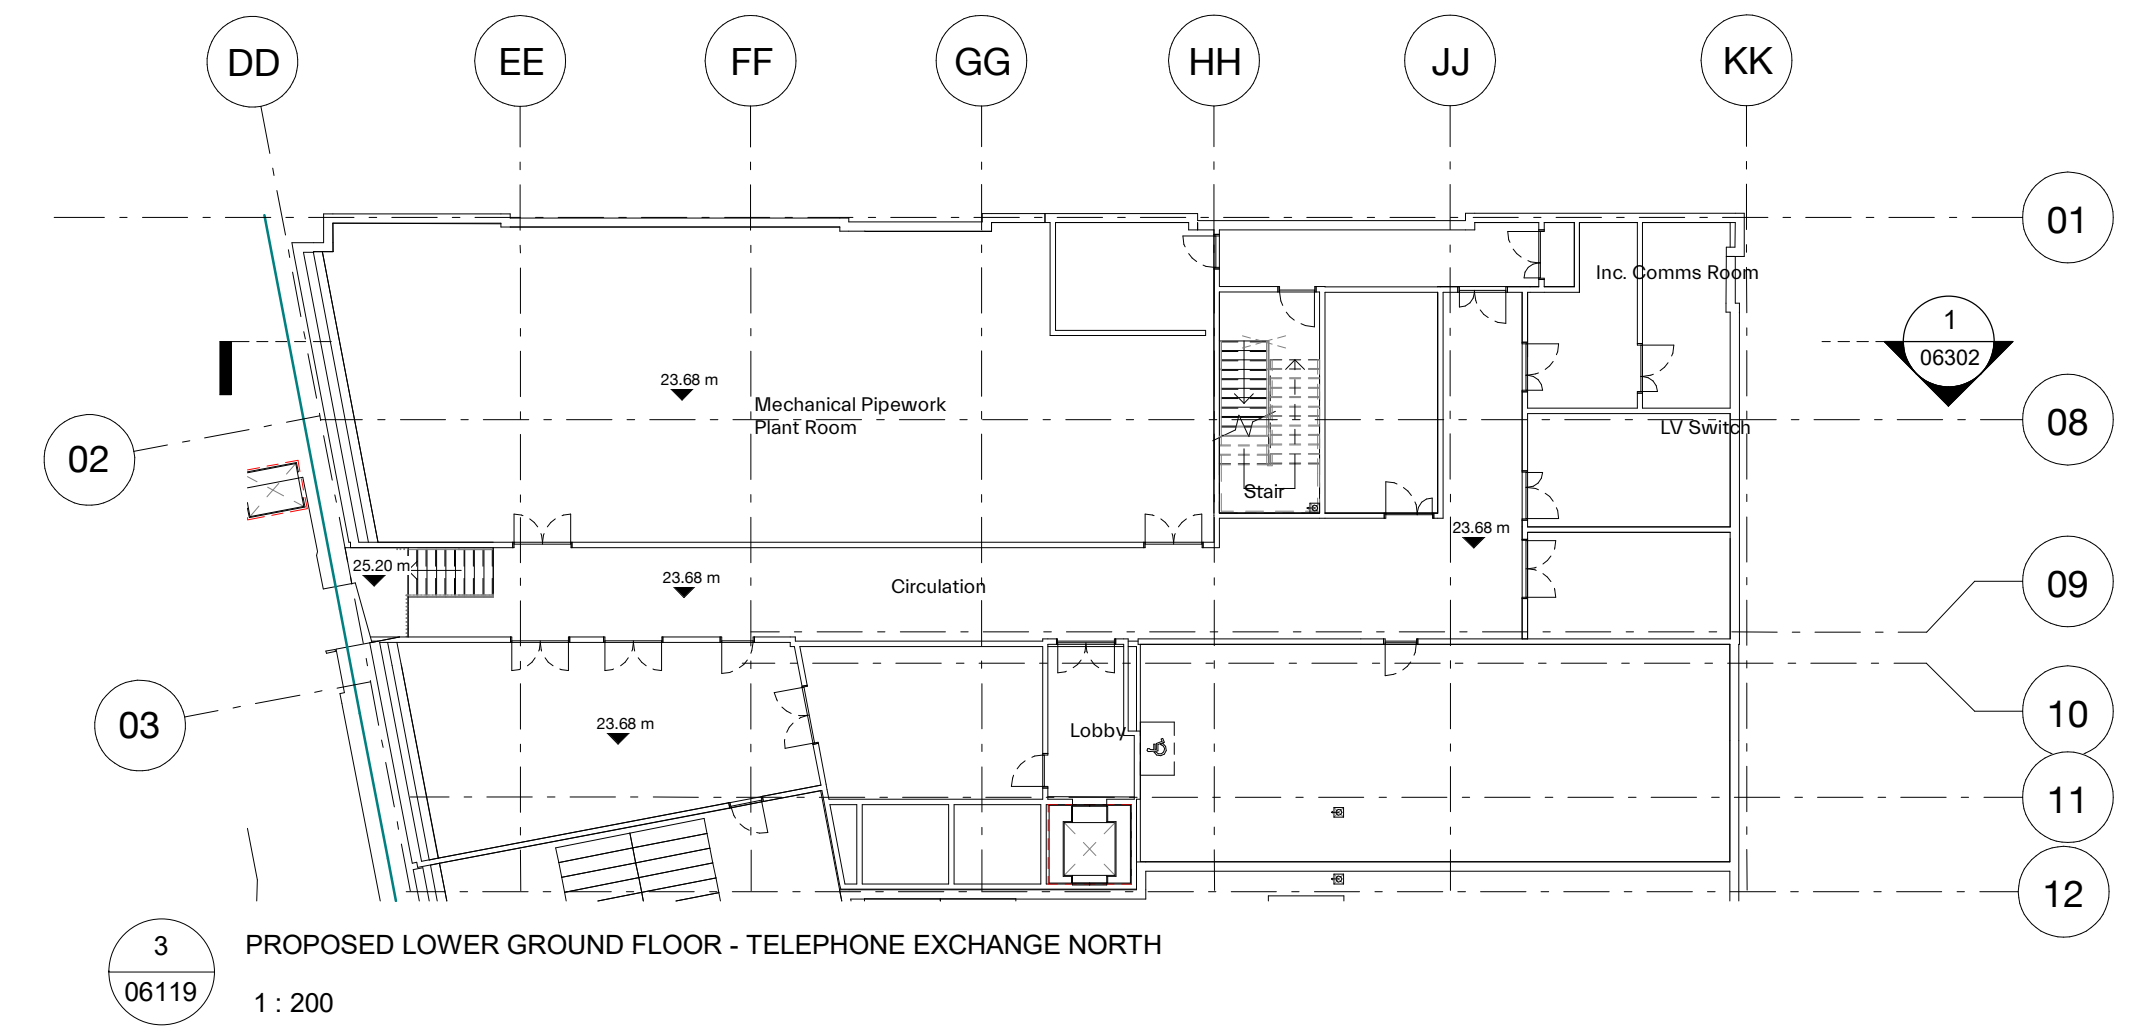 DD
EE
FF
GG
HH
JJ
KK
01
Inc. Comms Room
1
06302
23.68 m
Mechanical Pipework
Plant Room
08
LV Switch
02
Stair
23.68 m
25.20 m
23.68 m
Circulation
09
03
23.68 m
Lobby
10
11
12
3
06119
PROPOSED LOWER GROUND FLOOR - TELEPHONE EXCHANGE NORTH
1 : 200